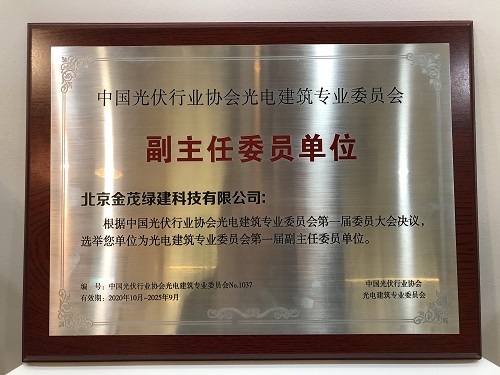 中国光伏行业协会光电建筑专业委员会
副主任委员单位
北京金茂绿建科技有限公司：
根据中国光伏行业协会光电建筑专业委员会第一届委员大会决议，
选举您单位为光电建筑专业委员会第一届副主任委员单位。
编 号：中国光伏行业协会光电建筑专业委员会No.1037
有效期：2020年10月-2025年9月
中国光伏行业协会
光电建筑专业委员会